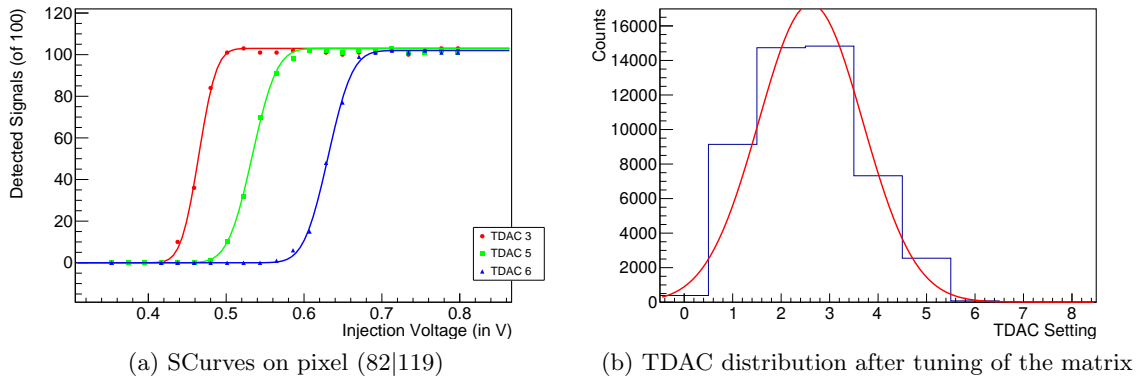 120
100
80
60
40
20
0
Detected Signals (of 100)
0.4 0.5 0.6 0.7 0.8
Injection Voltage (in V)
TDAC 3
TDAC 5
TDAC 6
(a) SCurves on pixel (82|119)
16000
14000
12000
10000
8000
6000
4000
2000
0
Counts
0 1 2 3 4 5 6 7 8
TDAC Setting
(b) TDAC distribution after tuning of the matrix